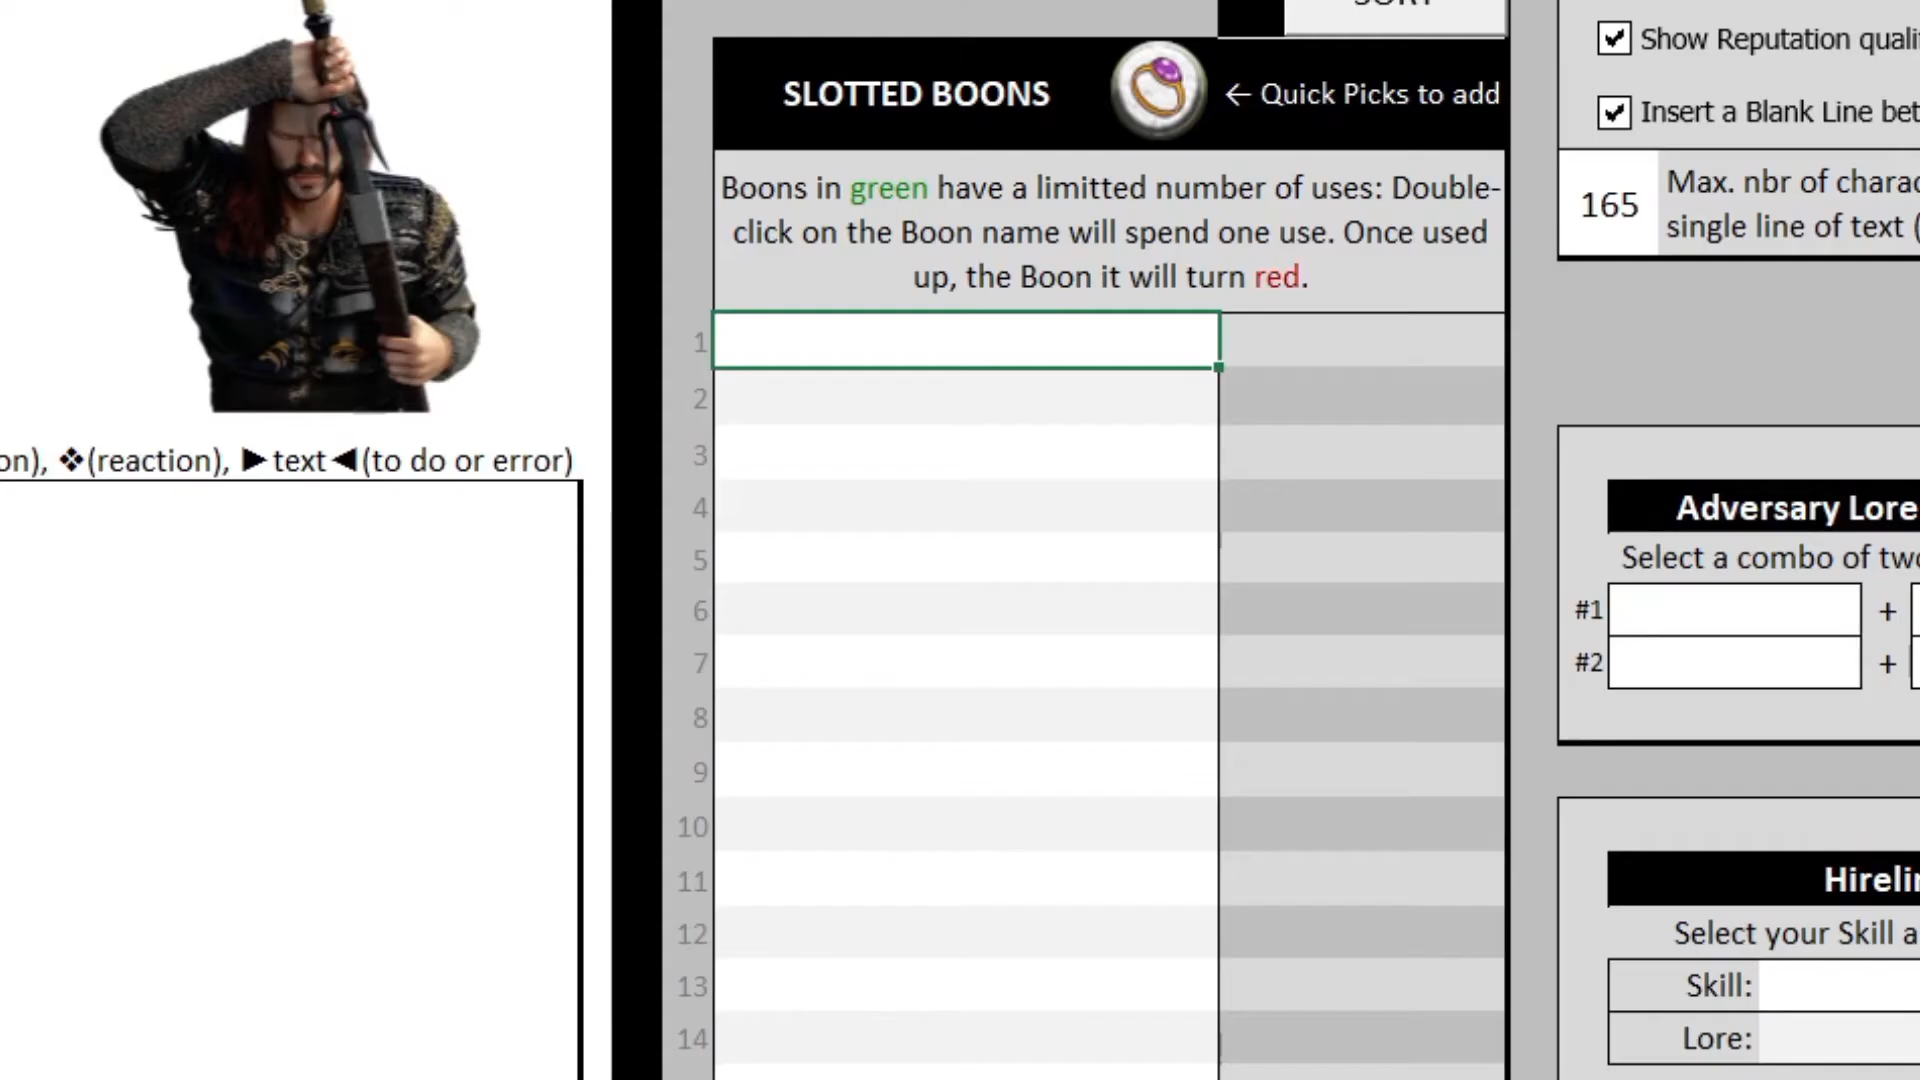 SORT
SLOTTED BOONS
← Quick Picks to add
Boons in green have a limitted number of uses: Double-
click on the Boon name will spend one use. Once used
up, the Boon it will turn red.
1
2
3
4
5
6
7
8
9
10
11
12
13
14
on), ❖(reaction), ►text◄(to do or error)
Show Reputation quali
Insert a Blank Line bet
165
Max. nbr of charac
single line of text (
Adversary Lore
Select a combo of two
#1 +
#2 +
Hirelin
Select your Skill a
Skill:
Lore: